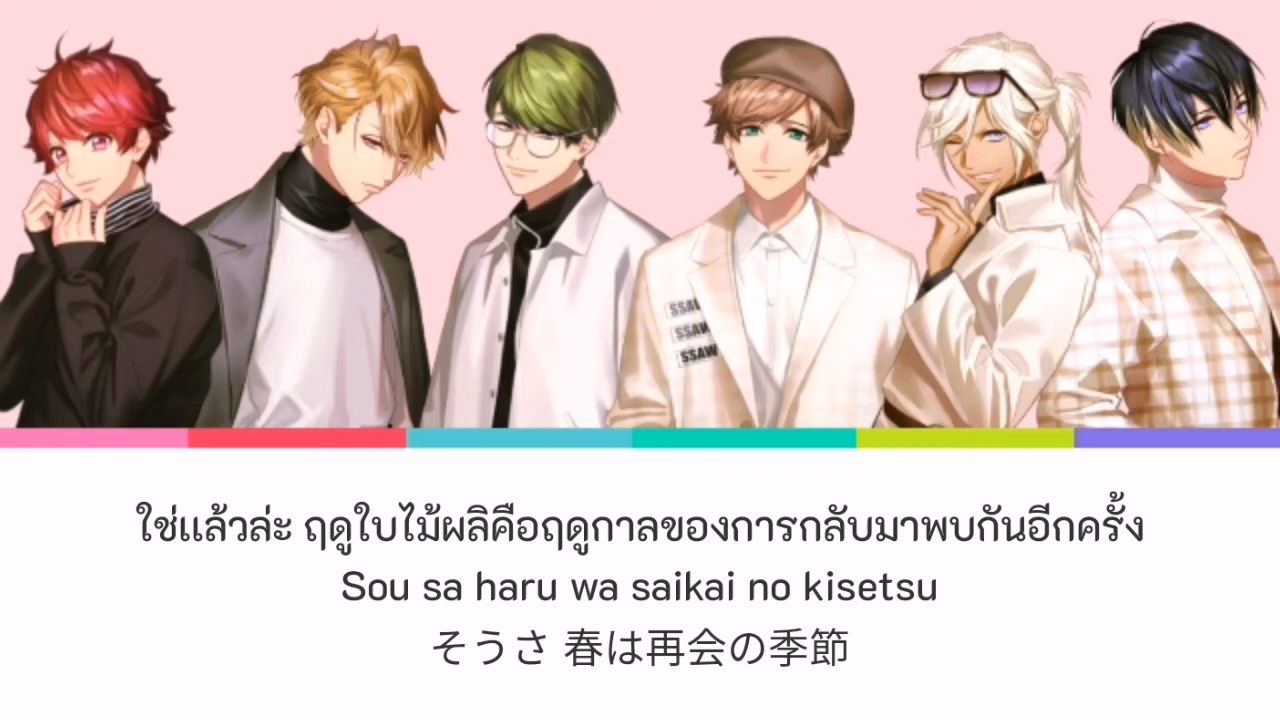 SSAW
SSAW
SSAW
ใช่แล้วล่ะ ฤดูใบไม้ผลิคือฤดูกาลของการกลับมาพบกันอีกครั้ง
Sou sa haru wa saikai no kisetsu
そうさ 春は再会の季節